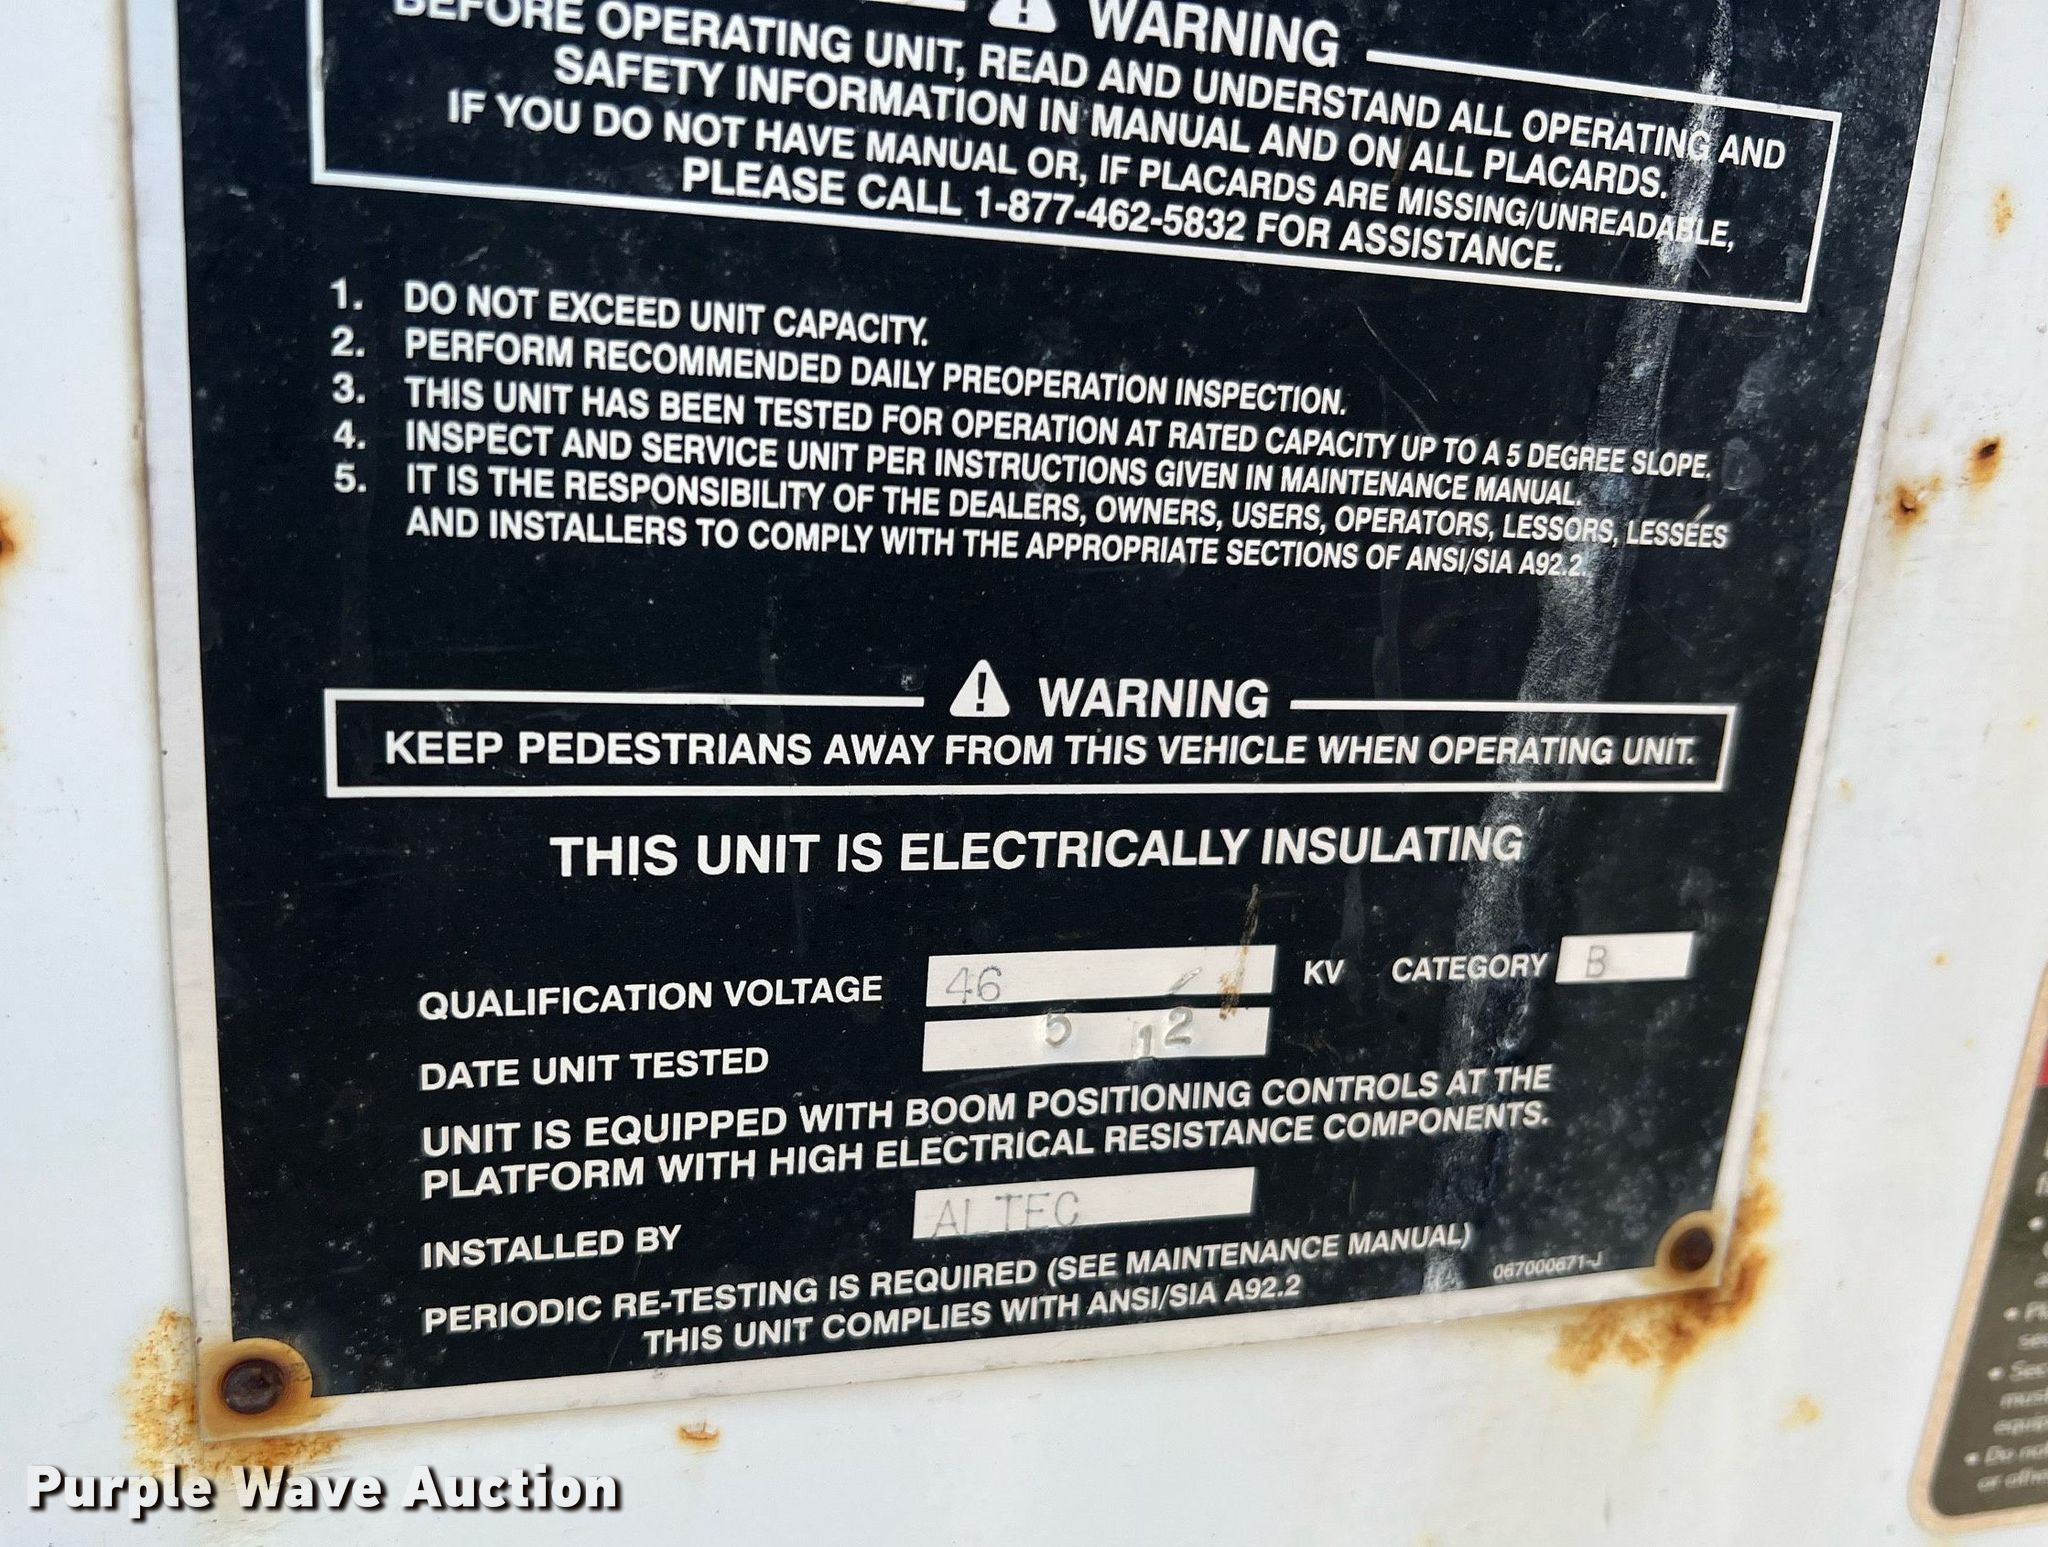 WARNING
BEFORE OPERATING UNIT, READ AND UNDERSTAND ALL OPERATING AND
SAFETY INFORMATION IN MANUAL AND ON ALL PLACARDS.
IF YOU DO NOT HAVE MANUAL OR, IF PLACARDS ARE MISSING/UNREADABLE,
PLEASE CALL 1-877-462-5832 FOR ASSISTANCE.
1. DO NOT EXCEED UNIT CAPACITY.
2. PERFORM RECOMMENDED DAILY PREOPERATION INSPECTION.
3. THIS UNIT HAS BEEN TESTED FOR OPERATION AT RATED CAPACITY UP TO A 5 DEGREE SLOPE.
4. INSPECT AND SERVICE UNIT PER INSTRUCTIONS GIVEN IN MAINTENANCE MANUAL.
5. IT IS THE RESPONSIBILITY OF THE DEALERS, OWNERS, USERS, OPERATORS, LESSORS, LESSEES
AND INSTALLERS TO COMPLY WITH THE APPROPRIATE SECTIONS OF ANSI/SIA A92.2.
WARNING
KEEP PEDESTRIANS AWAY FROM THIS VEHICLE WHEN OPERATING UNIT.
THIS UNIT IS ELECTRICALLY INSULATING
QUALIFICATION VOLTAGE 46 KV CATEGORY B
DATE UNIT TESTED 5 12
UNIT IS EQUIPPED WITH BOOM POSITIONING CONTROLS AT THE
PLATFORM WITH HIGH ELECTRICAL RESISTANCE COMPONENTS.
INSTALLED BY ALTEC
PERIODIC RE-TESTING IS REQUIRED (SEE MAINTENANCE MANUAL)
THIS UNIT COMPLIES WITH ANSI/SIA A92.2
067000671-J
Purple Wave Auction